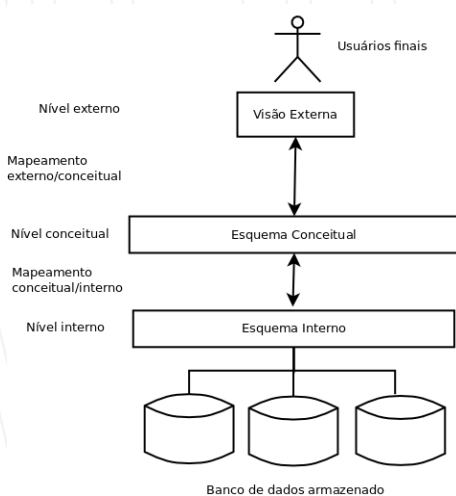 Usuários finais
Nível externo
Visão Externa
Mapeamento
externo/conceitual
Nível conceitual
Esquema Conceitual
Mapeamento
conceitual/interno
Nível interno
Esquema Interno
Banco de dados armazenado